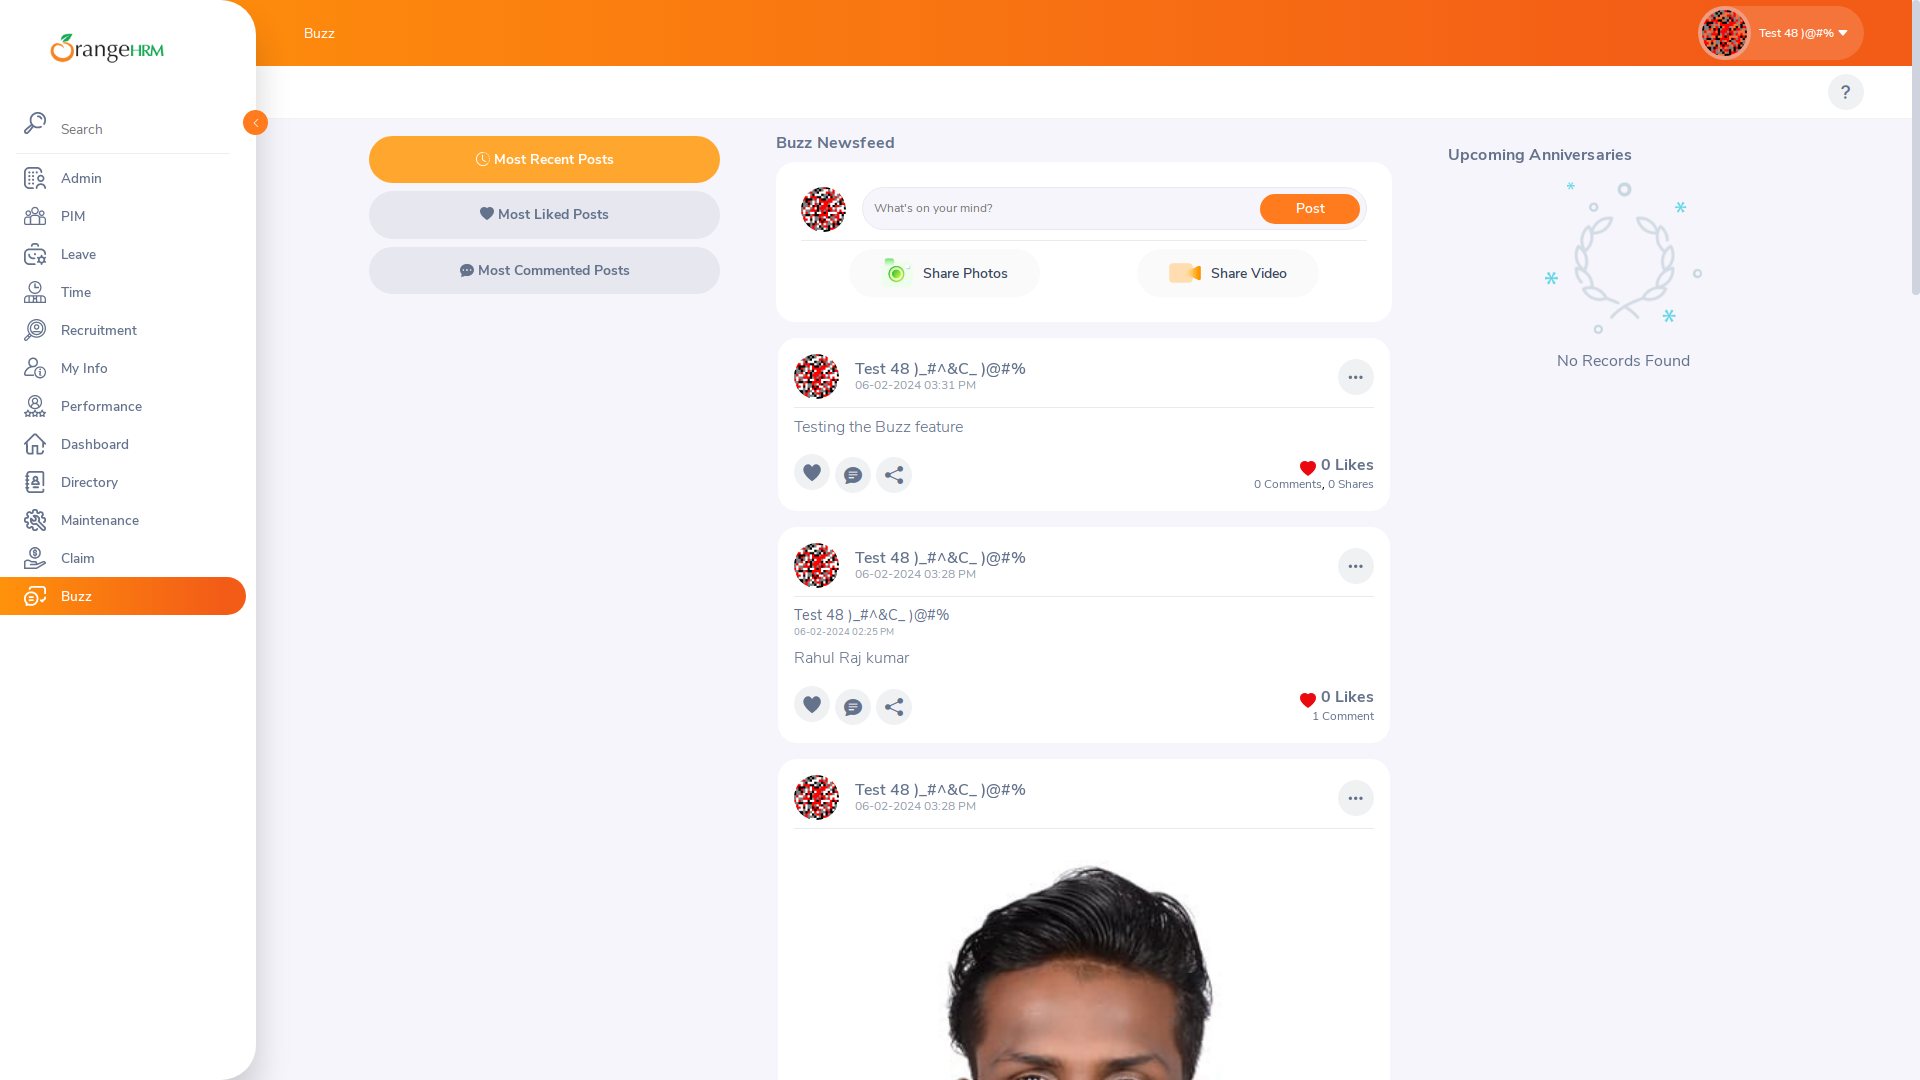 OrangeHRM
Buzz
Test 48 )@#%
?
Search
Admin
PIM
Leave
Time
Recruitment
My Info
Performance
Dashboard
Directory
Maintenance
Claim
Buzz
Most Recent Posts
Most Liked Posts
Most Commented Posts
Buzz Newsfeed
What's on your mind?
Post
Share Photos
Share Video
Test 48 )_#^&C_ )@#%
06-02-2024 03:31 PM
Testing the Buzz feature
0 Likes
0 Comments, 0 Shares
Test 48 )_#^&C_ )@#%
06-02-2024 03:28 PM
Test 48 )_#^&C_ )@#%
06-02-2024 02:25 PM
Rahul Raj kumar
0 Likes
1 Comment
Test 48 )_#^&C_ )@#%
06-02-2024 03:28 PM
Upcoming Anniversaries
No Records Found